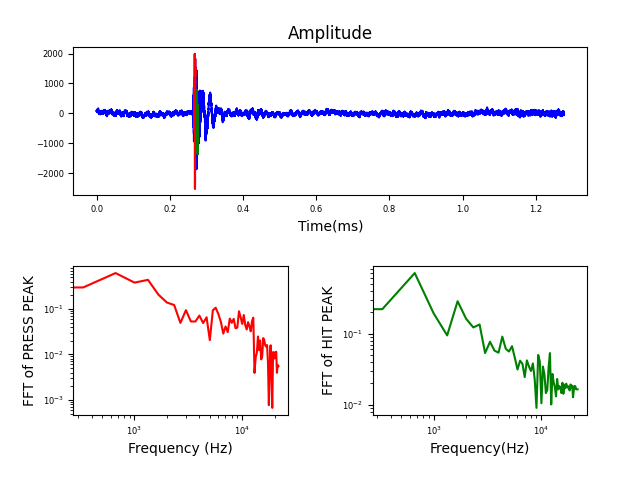 Amplitude
2000
1000
0
−1000
−2000
0.0 0.2 0.4 0.6 0.8 1.0 1.2
Time(ms)
FFT of PRESS PEAK
10⁻¹
10⁻²
10⁻³
10³ 10⁴
Frequency (Hz)
FFT of HIT PEAK
10⁻¹
10⁻²
10³ 10⁴
Frequency(Hz)